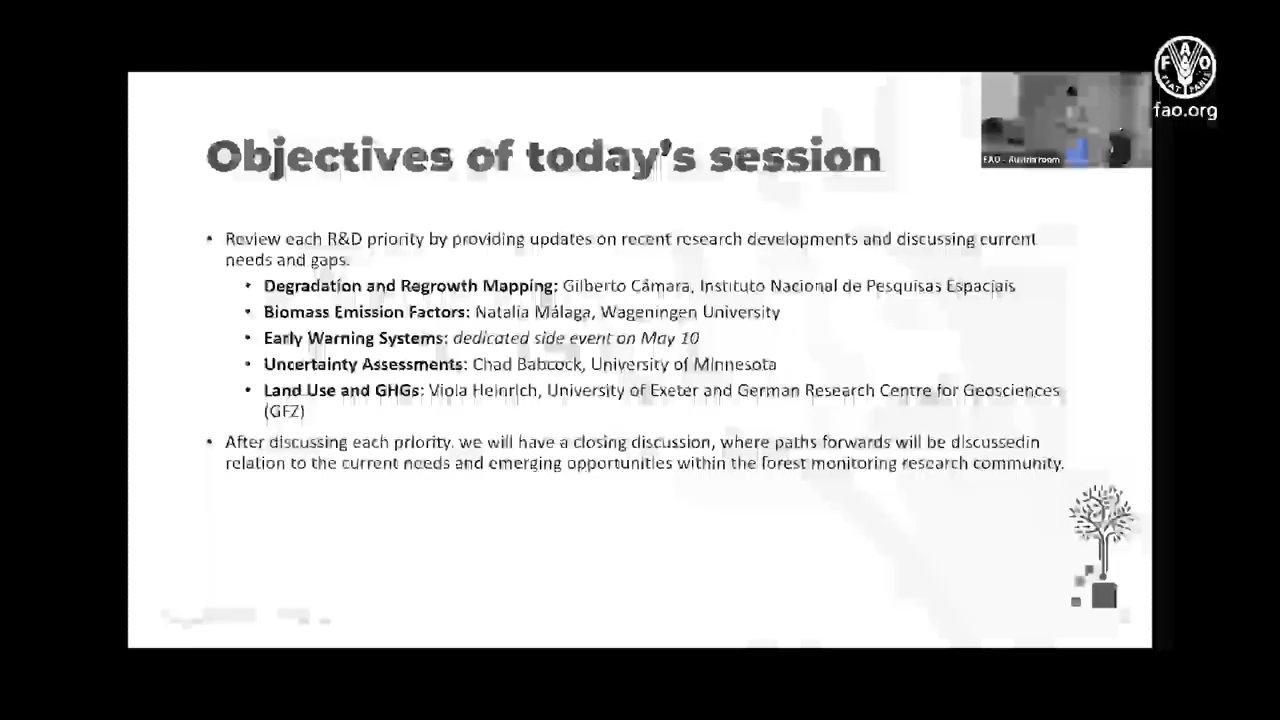 FAO
FIAT PANIS
fao.org
Objectives of today's session
FAO - Austria room
• Review each R&D priority by providing updates on recent research developments and discussing current
needs and gaps.
• Degradation and Regrowth Mapping: Gilberto Câmara, Instituto Nacional de Pesquisas Espaciais
• Biomass Emission Factors: Natalia Málaga, Wageningen University
• Early Warning Systems: dedicated side event on May 10
• Uncertainty Assessments: Chad Babcock, University of Minnesota
• Land Use and GHGs: Viola Heinrich, University of Exeter and German Research Centre for Geosciences
(GFZ)
• After discussing each priority, we will have a closing discussion, where paths forwards will be discussedin
relation to the current needs and emerging opportunities within the forest monitoring research community.